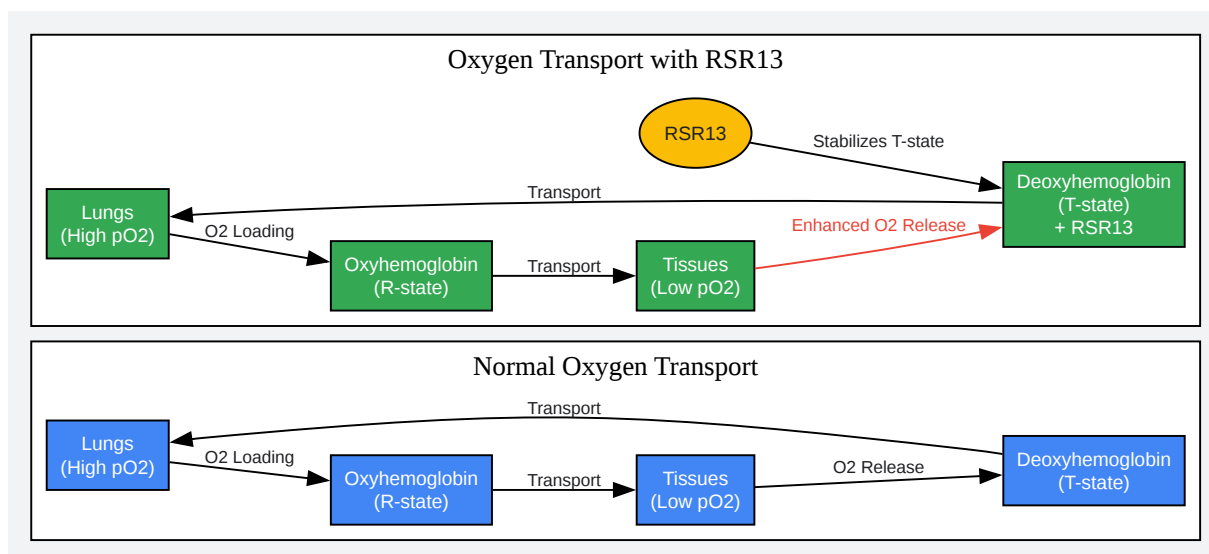 Oxygen Transport with RSR13
RSR13
Stabilizes T-state
Deoxyhemoglobin
(T-state)
+ RSR13
Transport
Lungs
(High pO2)
O2 Loading
Enhanced O2 Release
Oxyhemoglobin
(R-state)
Transport
Tissues
(Low pO2)
Normal Oxygen Transport
Transport
Lungs
(High pO2)
O2 Loading
Oxyhemoglobin
(R-state)
Transport
Tissues
(Low pO2)
O2 Release
Deoxyhemoglobin
(T-state)